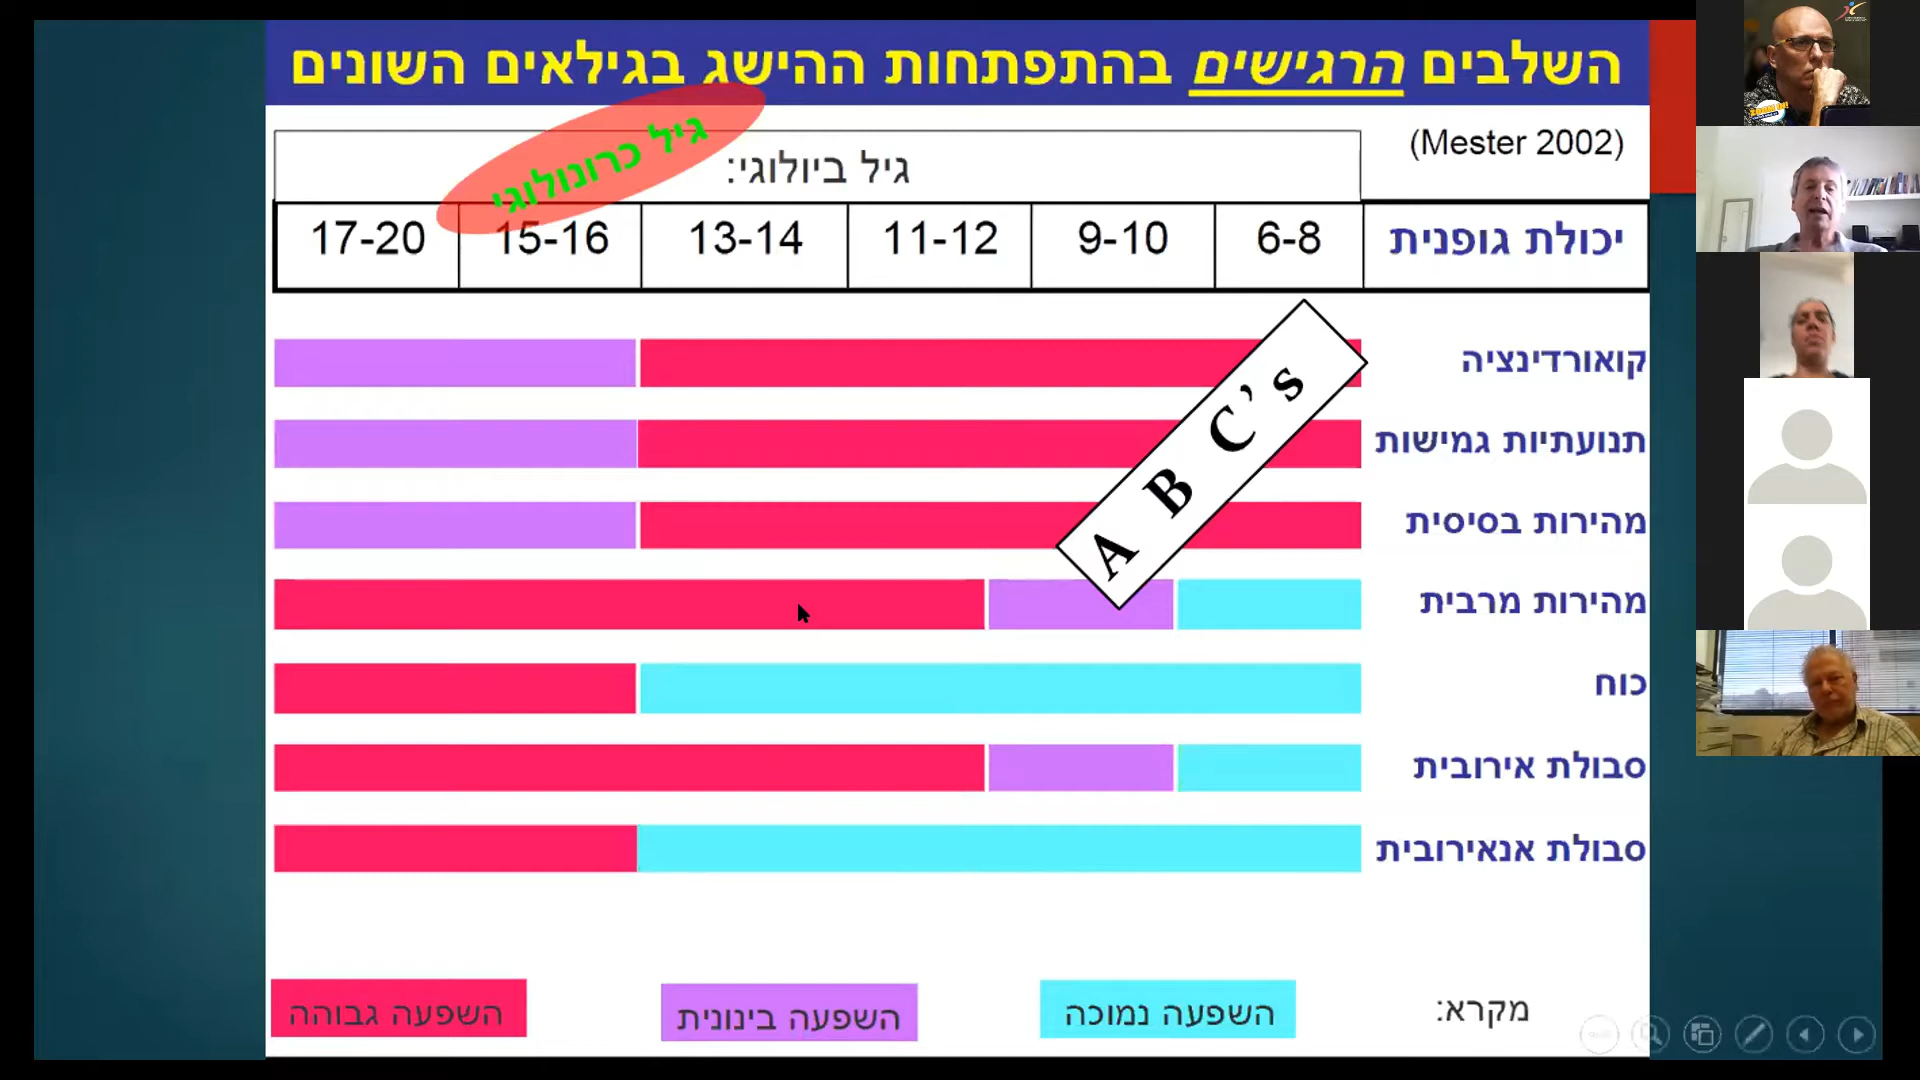 השלבים הרגישים בהתפתחות ההישג בגילאים השונים
(Mester 2002)
גיל ביולוגי:
גיל כרונולוגי
יכולת גופנית
6-8
9-10
11-12
13-14
15-16
17-20
קואורדינציה
תנועתיות גמישות
מהירות בסיסית
מהירות מרבית
כוח
סבולת אירובית
סבולת אנאירובית
A B C’s
מקרא:
השפעה נמוכה
השפעה בינונית
השפעה גבוהה